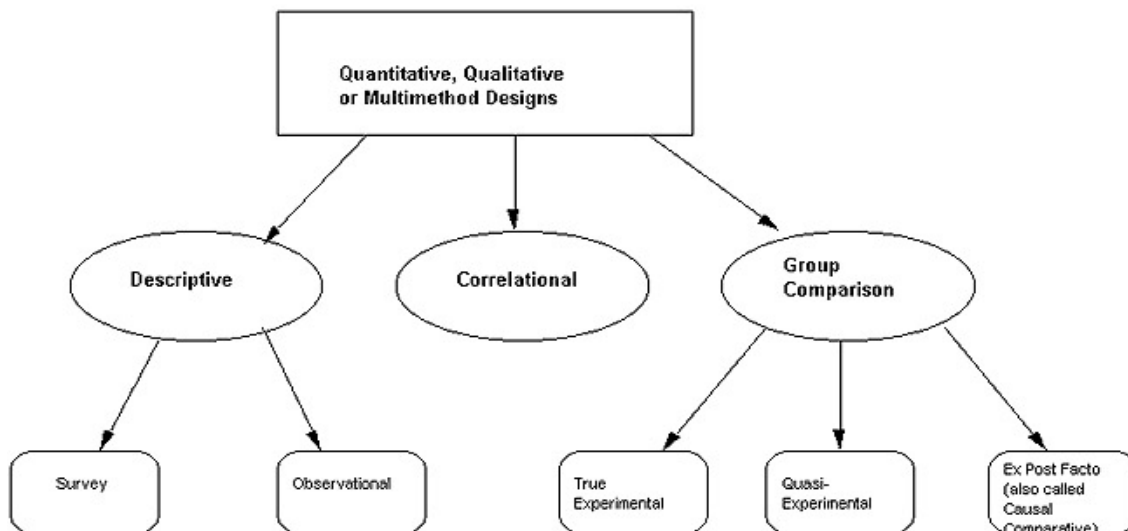 Quantitative, Qualitative
or Multimethod Designs
Descriptive
Correlational
Group
Comparison
Survey
Observational
True
Experimental
Quasi-
Experimental
Ex Post Facto
(also called
Causal
Comparative)